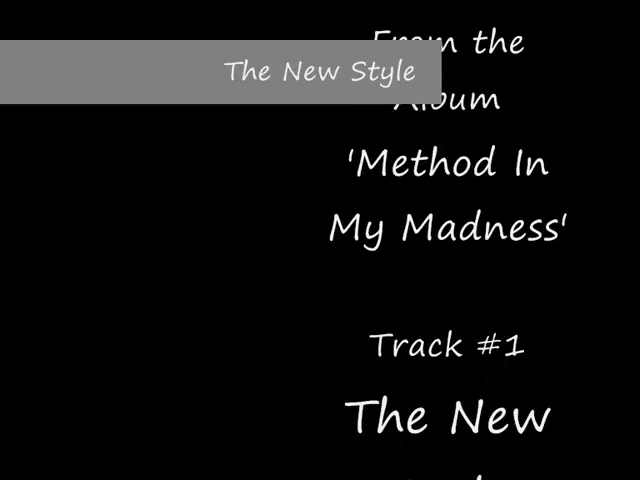 From the
The New Style
Album
'Method In
My Madness'
Track #1
The New